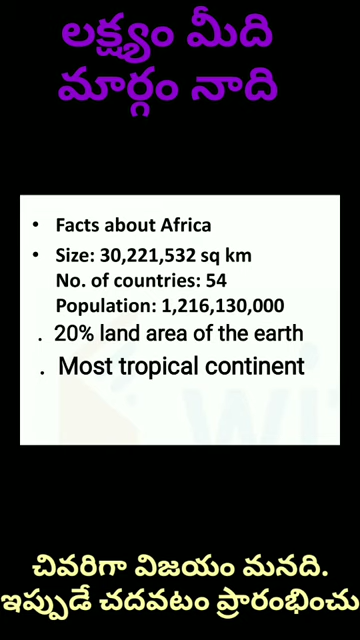 లక్ష్యం మీది
మార్గం నాది
• Facts about Africa
• Size: 30,221,532 sq km
No. of countries: 54
Population: 1,216,130,000
. 20% land area of the earth
. Most tropical continent
చివరిగా విజయం మనది.
ఇప్పుడే చదవటం ప్రారంభించు